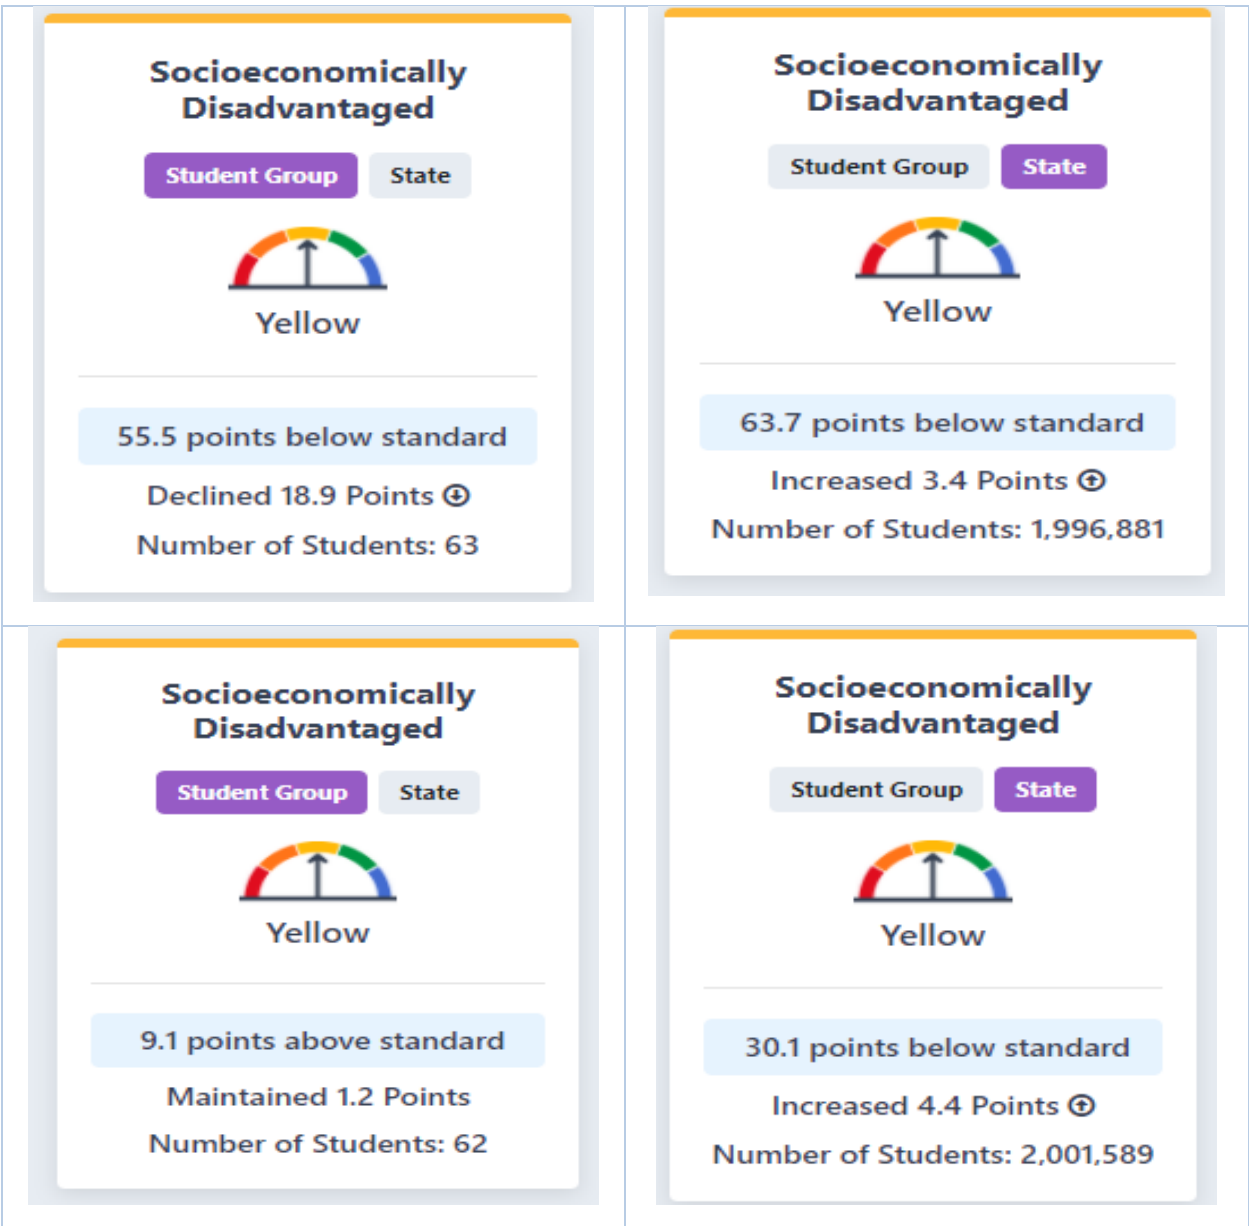 Socioeconomically
Disadvantaged
Student Group State
Yellow
55.5 points below standard
Declined 18.9 Points
Number of Students: 63
Socioeconomically
Disadvantaged
Student Group State
Yellow
63.7 points below standard
Increased 3.4 Points
Number of Students: 1,996,881
Socioeconomically
Disadvantaged
Student Group State
Yellow
9.1 points above standard
Maintained 1.2 Points
Number of Students: 62
Socioeconomically
Disadvantaged
Student Group State
Yellow
30.1 points below standard
Increased 4.4 Points
Number of Students: 2,001,589